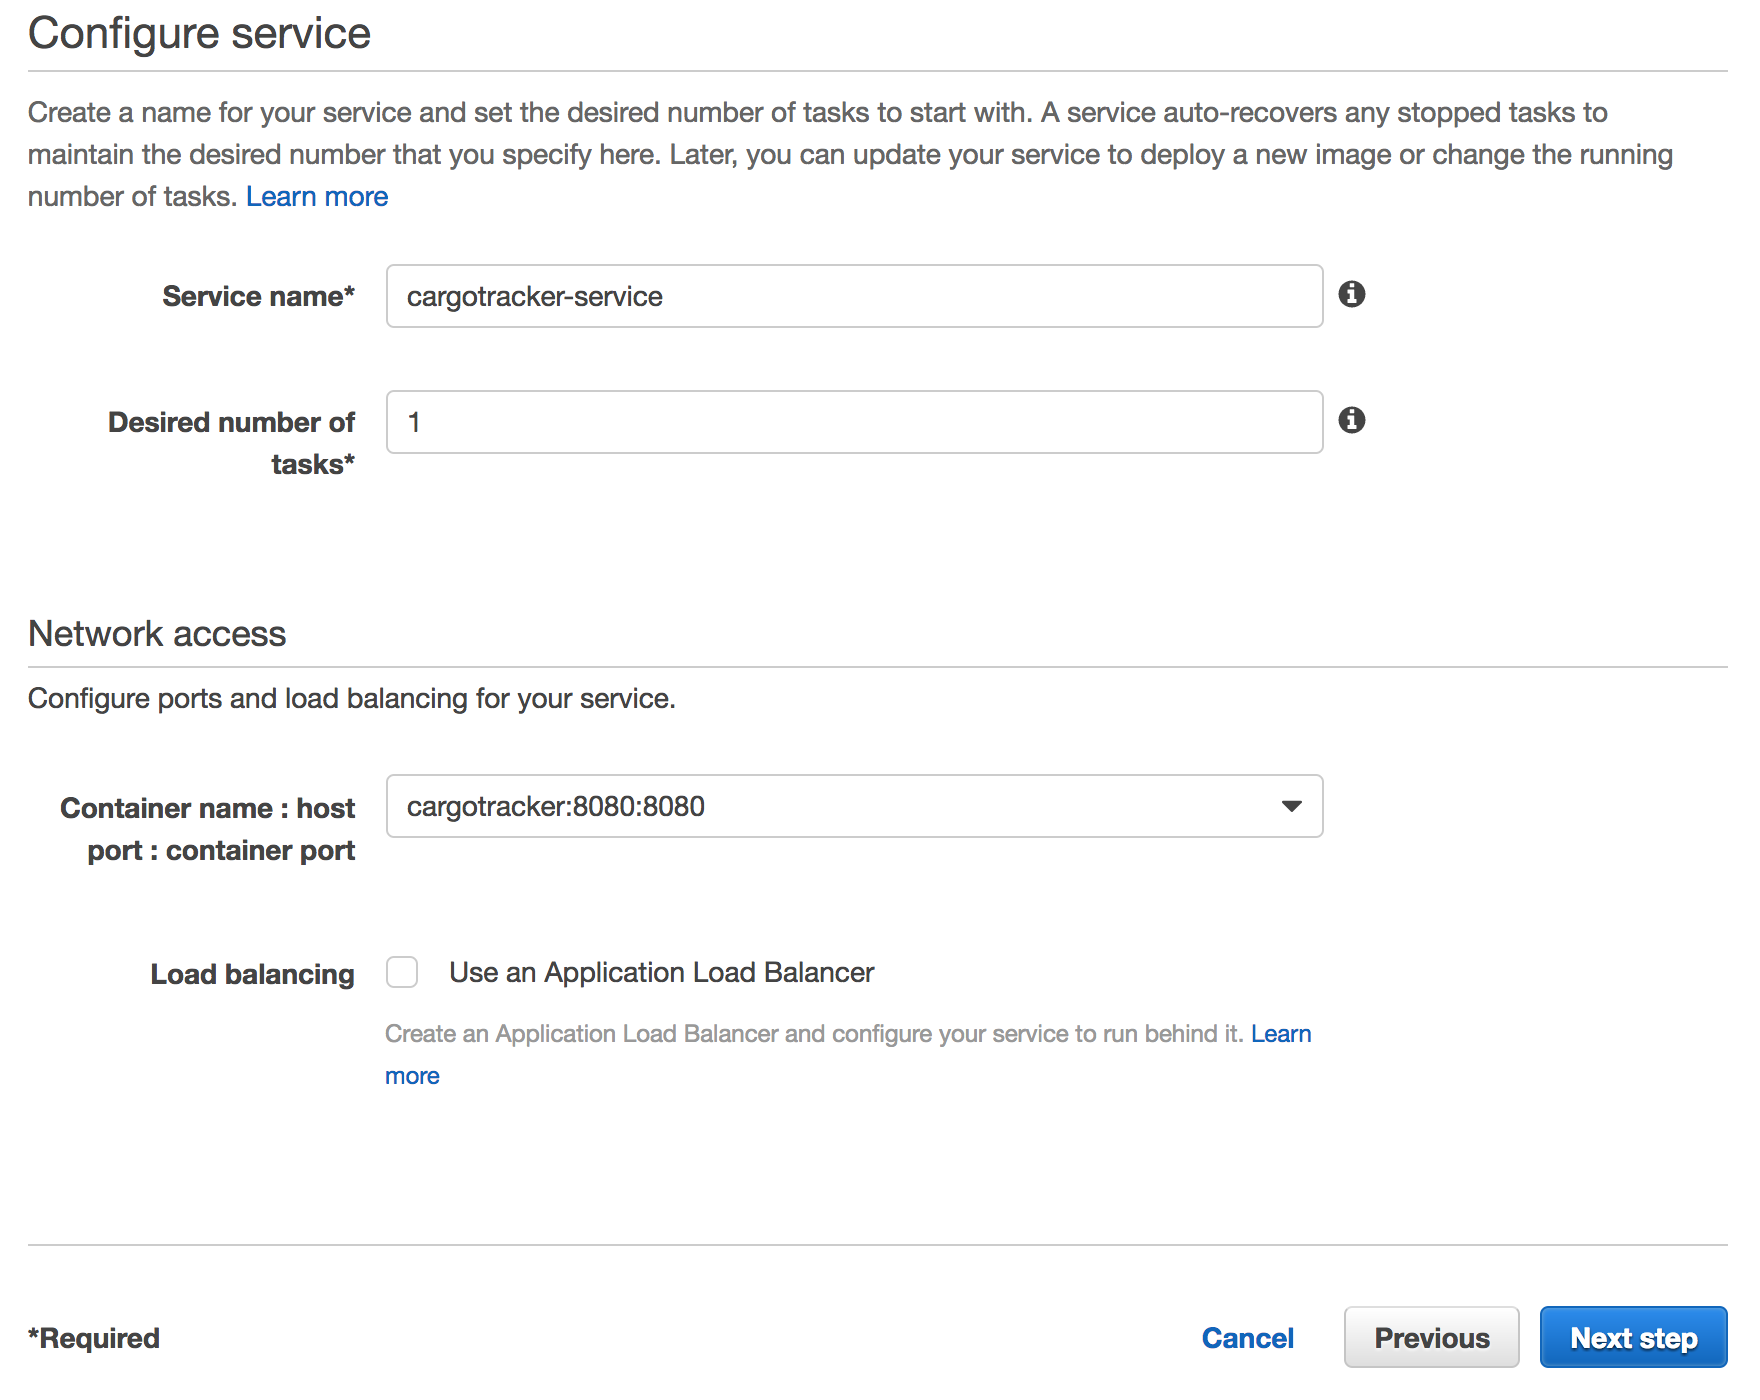 Configure service
Create a name for your service and set the desired number of tasks to start with. A service auto-recovers any stopped tasks to
maintain the desired number that you specify here. Later, you can update your service to deploy a new image or change the running
number of tasks. Learn more
Service name*
cargotracker-service
Desired number of
tasks*
1
Network access
Configure ports and load balancing for your service.
Container name : host
port : container port
cargotracker:8080:8080
Load balancing
Use an Application Load Balancer
Create an Application Load Balancer and configure your service to run behind it. Learn
more
*Required
Cancel
Previous
Next step